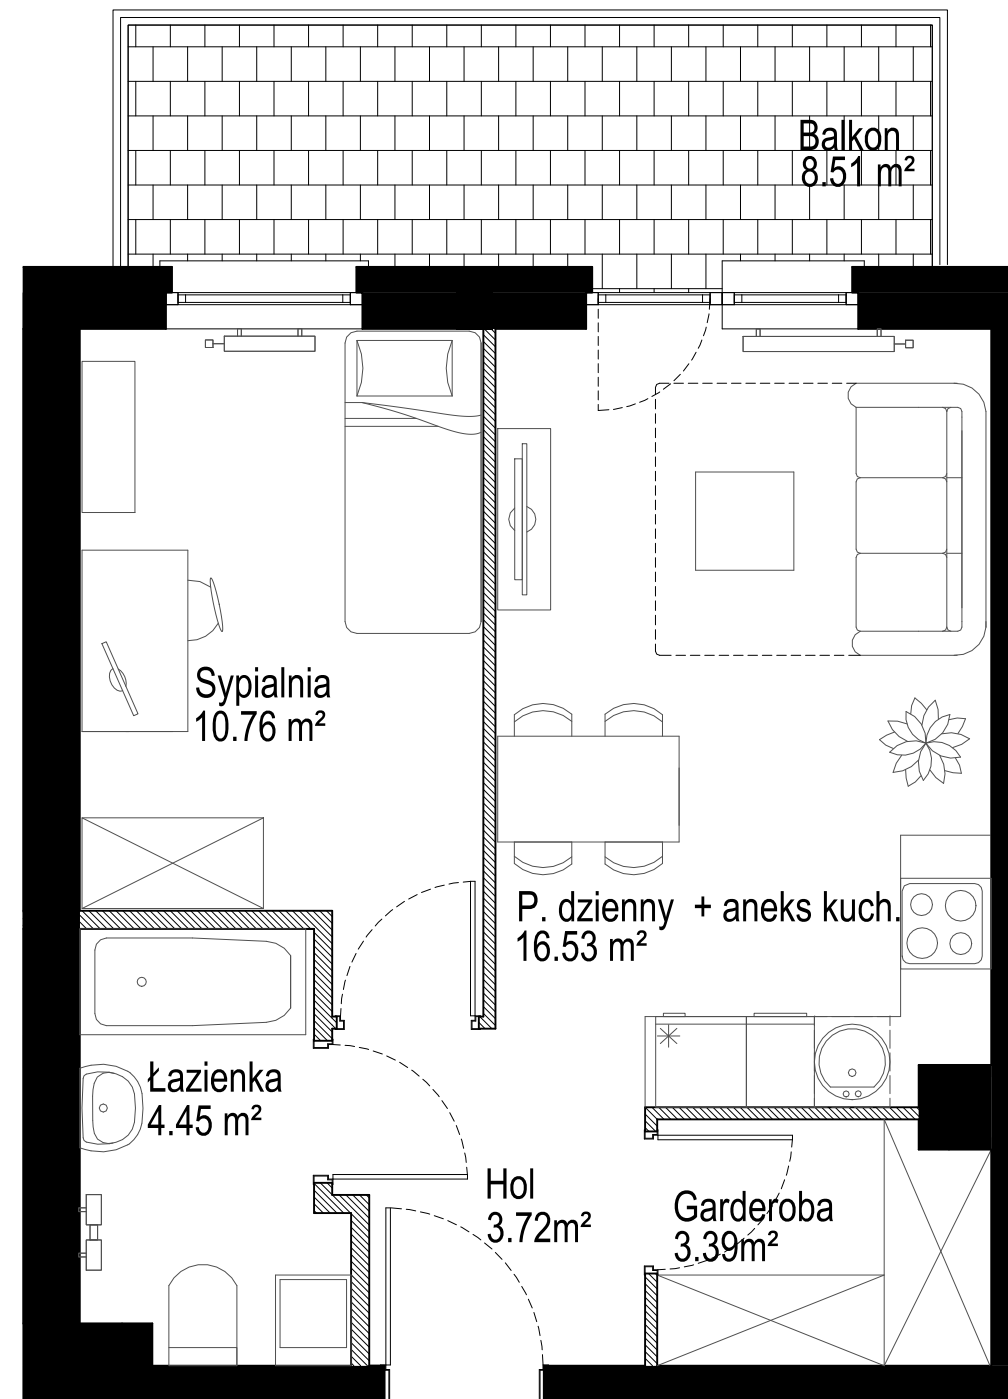 Balkon
8.51 m²
Sypialnia
10.76 m²
P. dzienny + aneks kuch.
16.53 m²
Łazienka
4.45 m²
Hol
3.72m²
Garderoba
3.39m²